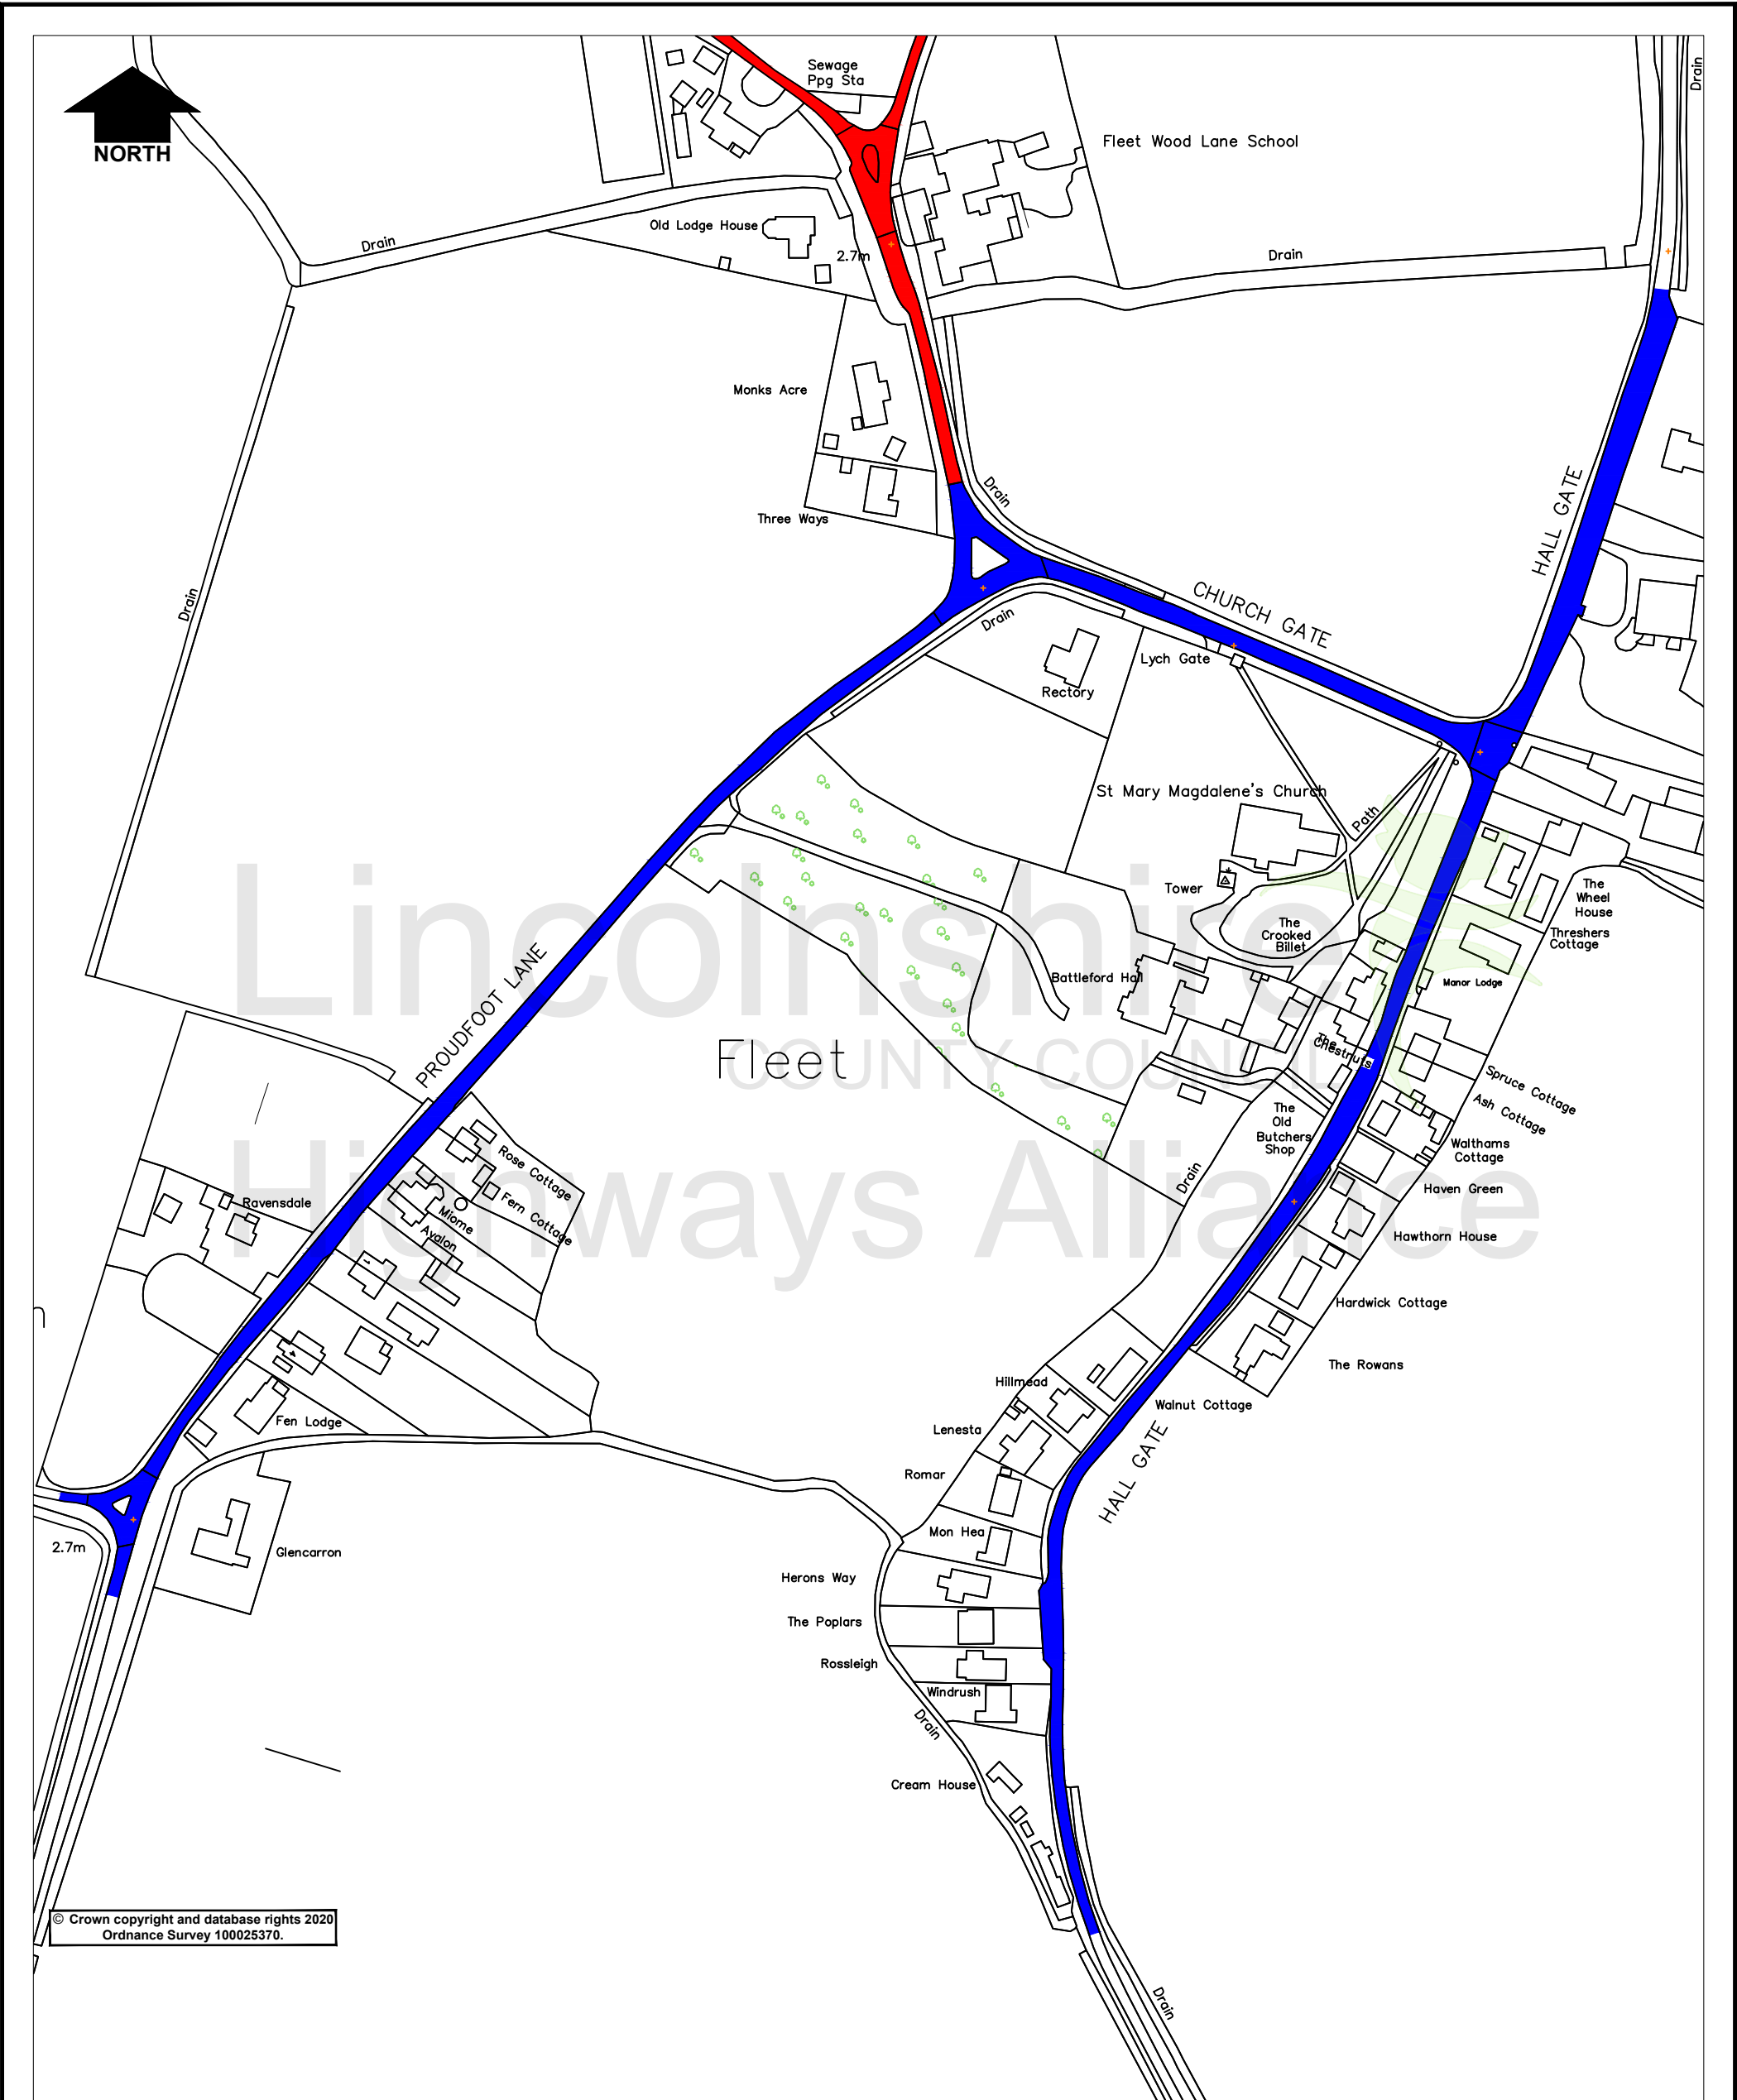 NORTH
Sewage
Ppg Sta
Drain
Fleet Wood Lane School
Old Lodge House
Drain
2.7m
Drain
Monks Acre
Drain
Three Ways
HALL GATE
CHURCH GATE
Drain
Drain
Lych Gate
Rectory
St Mary Magdalene's Church
Path
Tower
The
Wheel
House
The
Crooked
Billet
Threshers
Cottage
Lincolnshire
COUNTY COUNCIL
Highways Alliance
Battleford Hall
Manor Lodge
PROUDFOOT LANE
Fleet
The
Chestnuts
Spruce Cottage
Ash Cottage
The
Old
Butchers
Shop
Walthams
Cottage
Rose Cottage
Drain
Haven Green
Ravensdale
Fern Cottage
Miome
Avalon
Hawthorn House
Hardwick Cottage
The Rowans
Hillmead
Walnut Cottage
Fen Lodge
Lenesta
HALL GATE
Romar
Mon Hea
2.7m
Glencarron
Herons Way
The Poplars
Rossleigh
Windrush
Drain
Cream House
© Crown copyright and database rights 2020
Ordnance Survey 100025370.
Drain